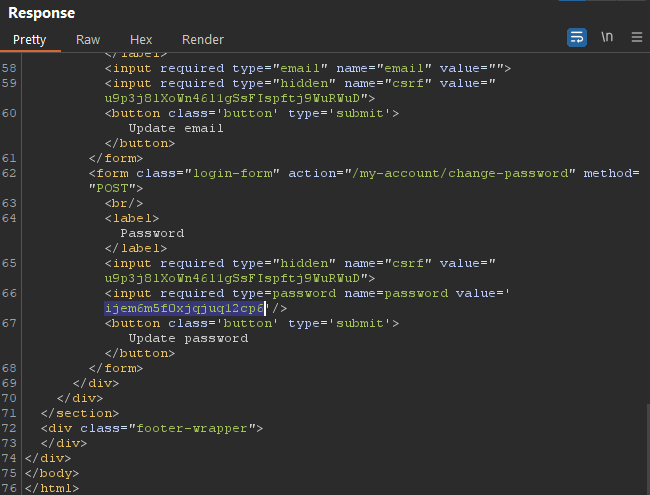 Response
Pretty Raw Hex Render \n
</label>
58 <input required type="email" name="email" value="">
59 <input required type="hidden" name="csrf" value="
u9p3j8lXoWn46l1gSsFIspftj9WuRWuD">
60 <button class='button' type='submit'>
Update email
</button>
61 </form>
62 <form class="login-form" action="/my-account/change-password" method=
"POST">
63 <br/>
64 <label>
Password
</label>
65 <input required type="hidden" name="csrf" value="
u9p3j8lXoWn46l1gSsFIspftj9WuRWuD">
66 <input required type=password name=password value='
ijem6m5f0xjqjuq12cp6'/>
67 <button class='button' type='submit'>
Update password
</button>
68 </form>
69 </div>
70 </div>
71 </section>
72 <div class="footer-wrapper">
73 </div>
74 </div>
75 </body>
76 </html>